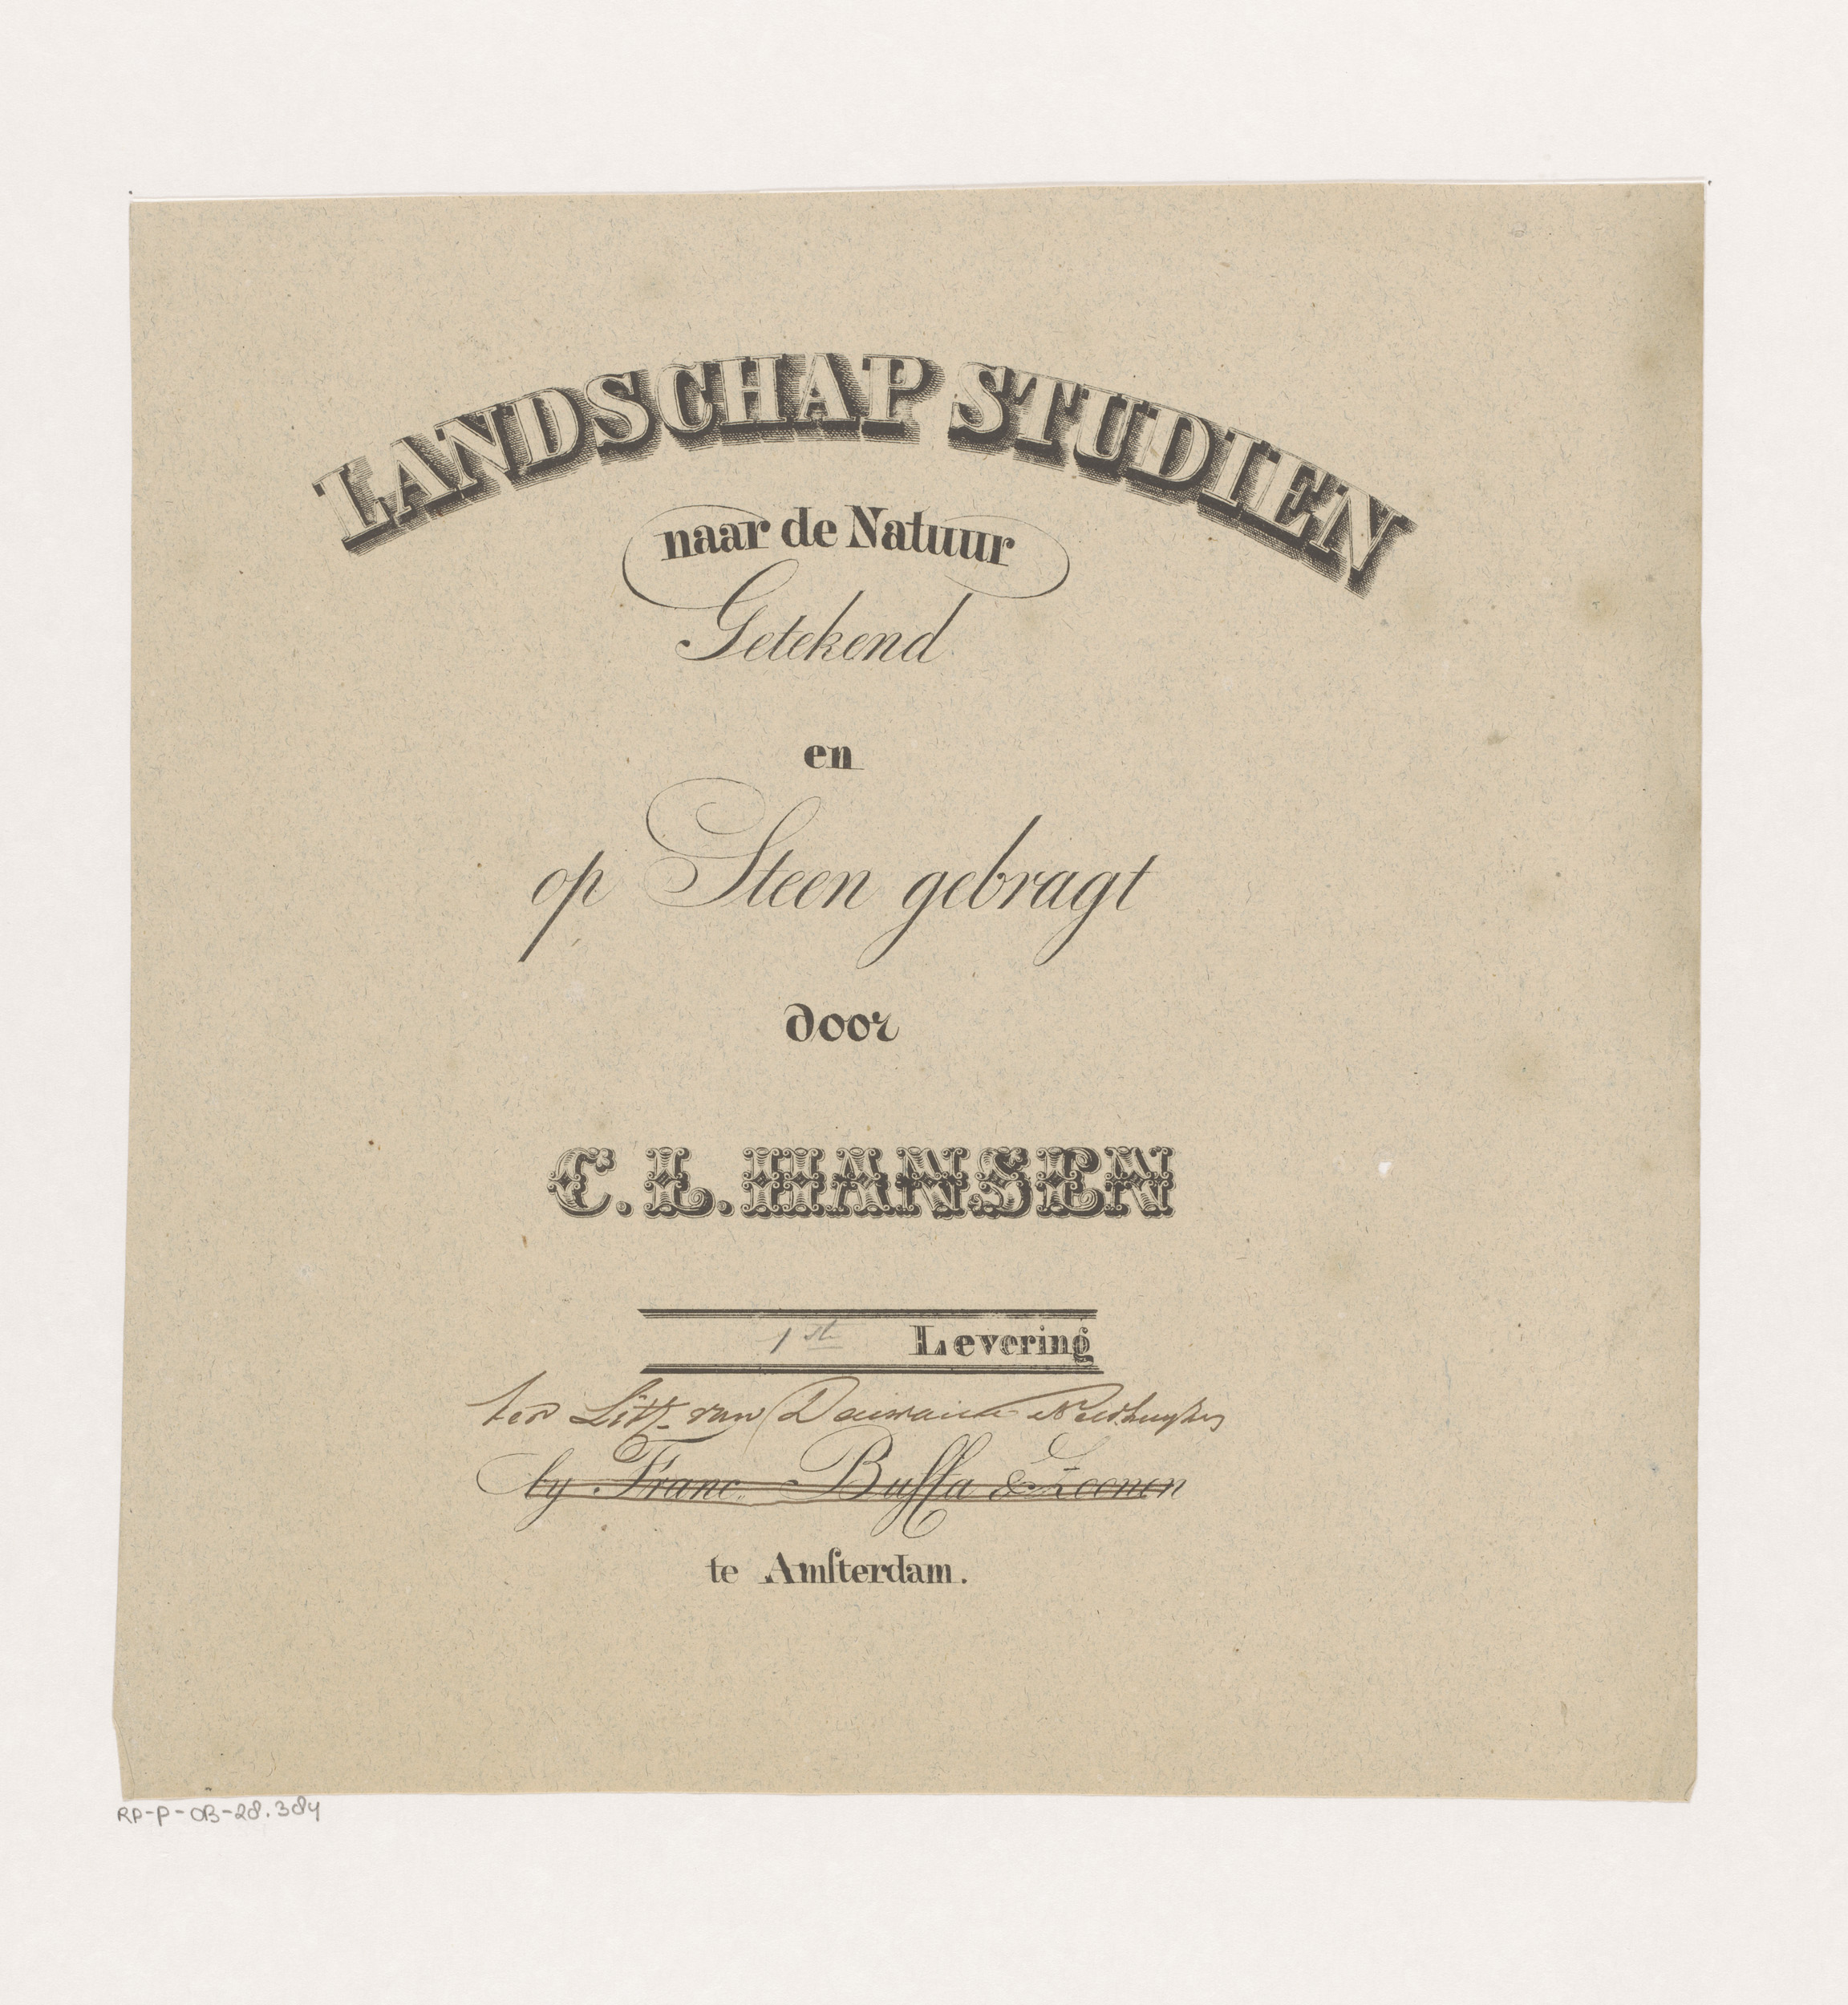 LANDSCHAP STUDIEN
naar de Natuur
Getekend
en
op Steen gebragt
door
C. L. HANSEN
1ste Levering
ter Lith. van
by Franc. Buffa & Zoonen
te Amſterdam.
RP-P-OB-28.384